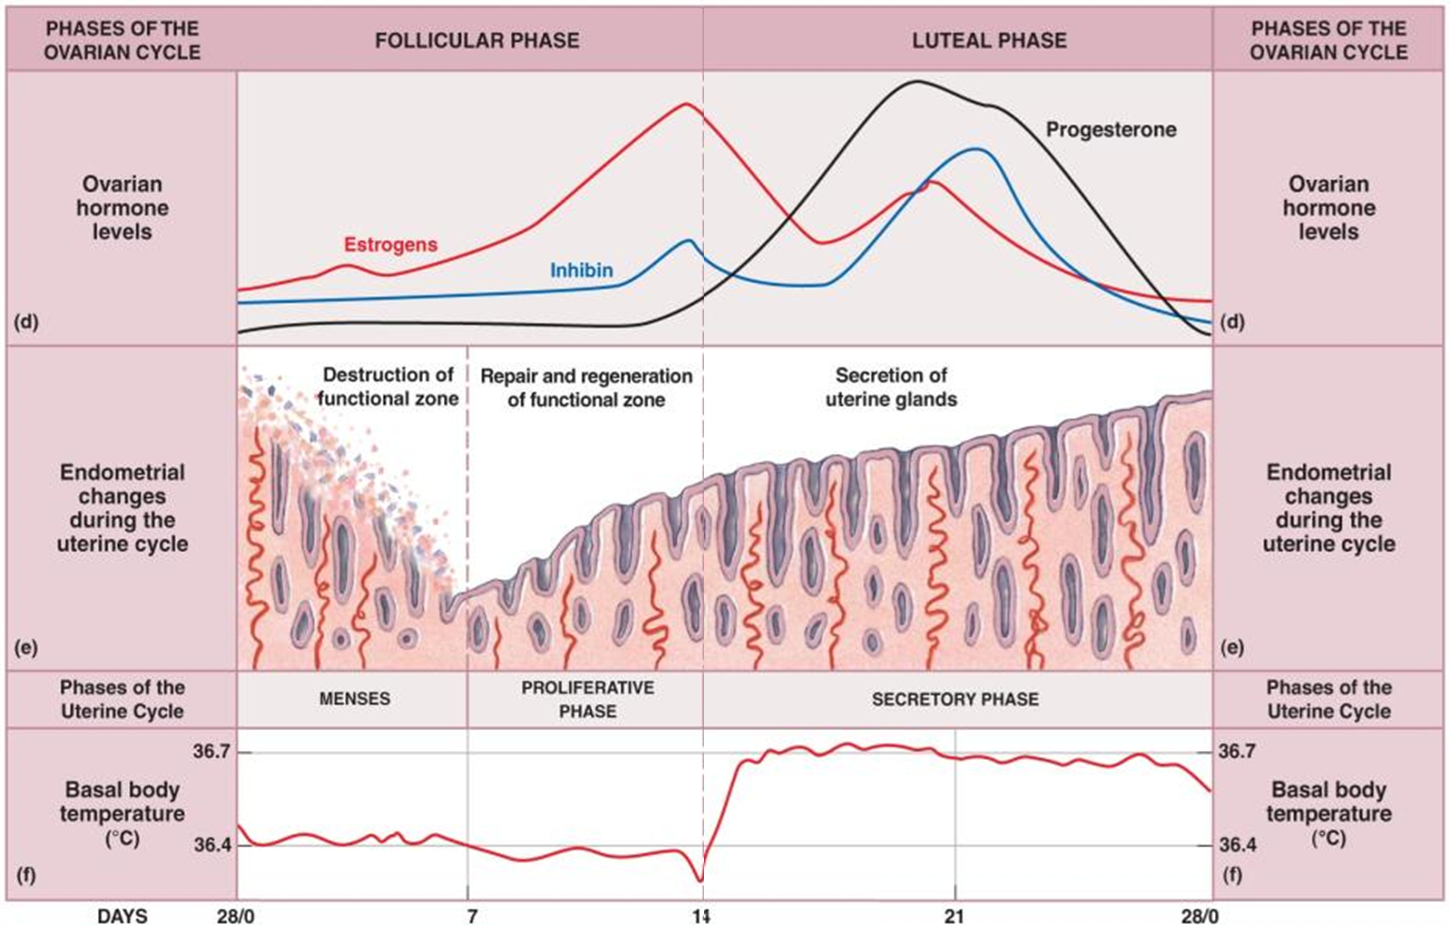 PHASES OF THE
OVARIAN CYCLE
FOLLICULAR PHASE
LUTEAL PHASE
PHASES OF THE
OVARIAN CYCLE
Ovarian
hormone
levels
(d)
Estrogens
Inhibin
Progesterone
Ovarian
hormone
levels
(d)
Endometrial
changes
during the
uterine cycle
(e)
Destruction of
functional zone
Repair and regeneration
of functional zone
Secretion of
uterine glands
Endometrial
changes
during the
uterine cycle
(e)
Phases of the
Uterine Cycle
MENSES
PROLIFERATIVE
PHASE
SECRETORY PHASE
Phases of the
Uterine Cycle
36.7
Basal body
temperature
(°C)
36.4
(f)
36.7
Basal body
temperature
(°C)
36.4
(f)
DAYS
28/0
7
14
21
28/0